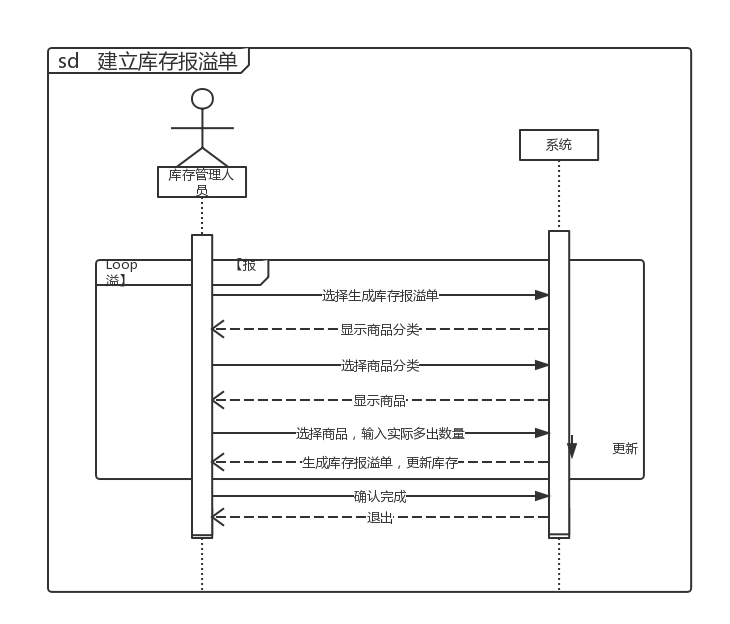 sd 建立库存报溢单
系统
库存管理人
员
Loop 【报
溢】
选择生成库存报溢单
显示商品分类
选择商品分类
显示商品
选择商品，输入实际多出数量
更新
生成库存报溢单，更新库存
确认完成
退出